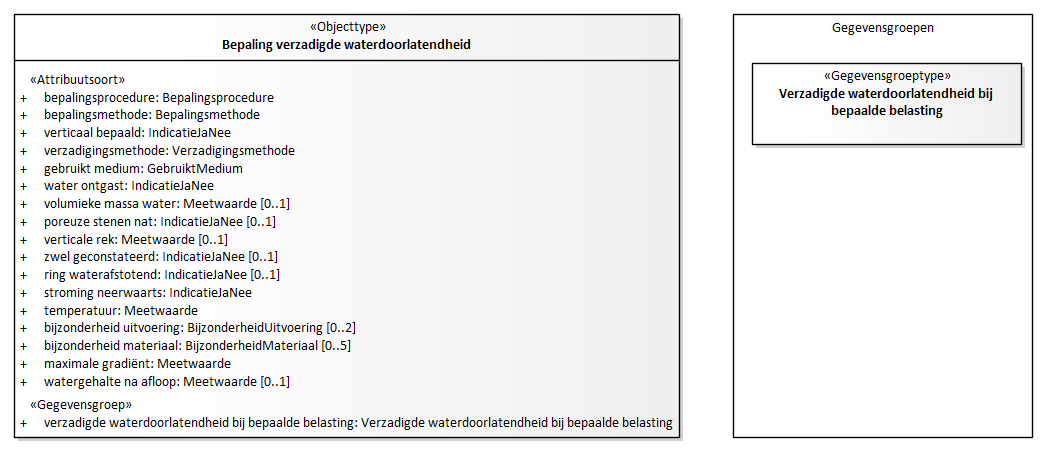 «Objecttype»
Bepaling verzadigde waterdoorlatendheid
«Attribuutsoort»
+ bepalingsprocedure: Bepalingsprocedure
+ bepalingsmethode: Bepalingsmethode
+ verticaal bepaald: IndicatieJaNee
+ verzadigingsmethode: Verzadigingsmethode
+ gebruikt medium: GebruiktMedium
+ water ontgast: IndicatieJaNee
+ volumieke massa water: Meetwaarde [0..1]
+ poreuze stenen nat: IndicatieJaNee [0..1]
+ verticale rek: Meetwaarde [0..1]
+ zwel geconstateerd: IndicatieJaNee [0..1]
+ ring waterafstotend: IndicatieJaNee [0..1]
+ stroming neerwaarts: IndicatieJaNee
+ temperatuur: Meetwaarde
+ bijzonderheid uitvoering: BijzonderheidUitvoering [0..2]
+ bijzonderheid materiaal: BijzonderheidMateriaal [0..5]
+ maximale gradiënt: Meetwaarde
+ watergehalte na afloop: Meetwaarde [0..1]
«Gegevensgroep»
+ verzadigde waterdoorlatendheid bij bepaalde belasting: Verzadigde waterdoorlatendheid bij bepaalde belasting
Gegevensgroepen
«Gegevensgroeptype»
Verzadigde waterdoorlatendheid bij
bepaalde belasting